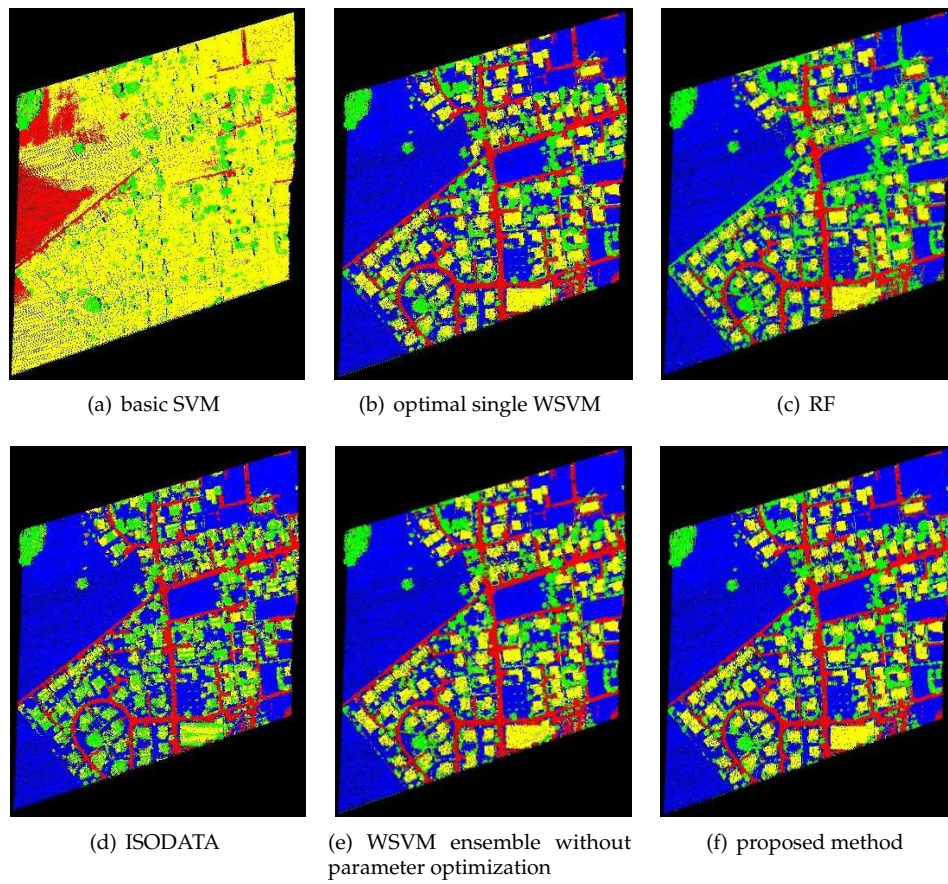 (a) basic SVM
(b) optimal single WSVM
(c) RF
(d) ISODATA
(e) WSVM ensemble without
parameter optimization
(f) proposed method